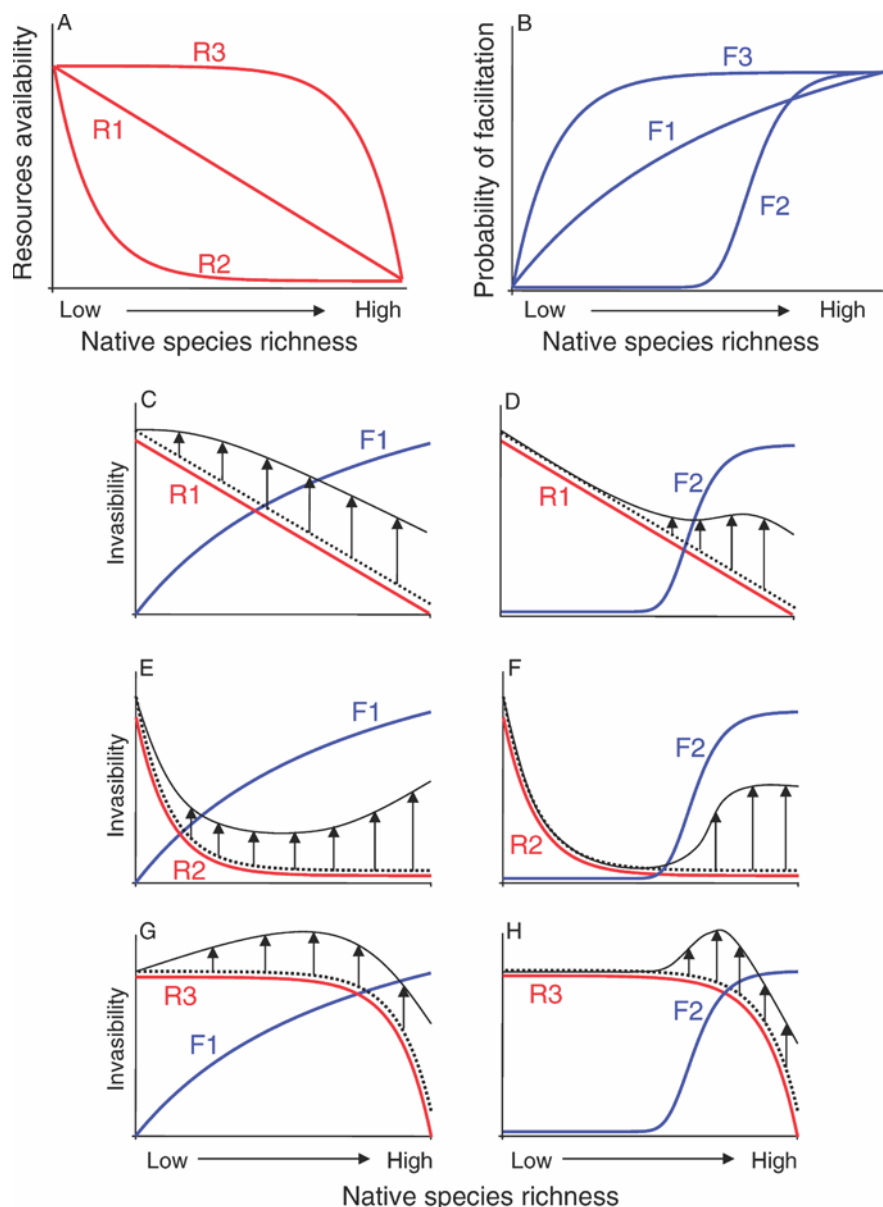 A
R3
R1
R2
Resources availability
Low
High
Native species richness
B
F3
F1
F2
Probability of facilitation
Low
High
Native species richness
C
F1
R1
Invasibility
D
F2
R1
E
F1
R2
Invasibility
F
F2
R2
G
R3
F1
Invasibility
Low
High
H
R3
F2
Low
High
Native species richness